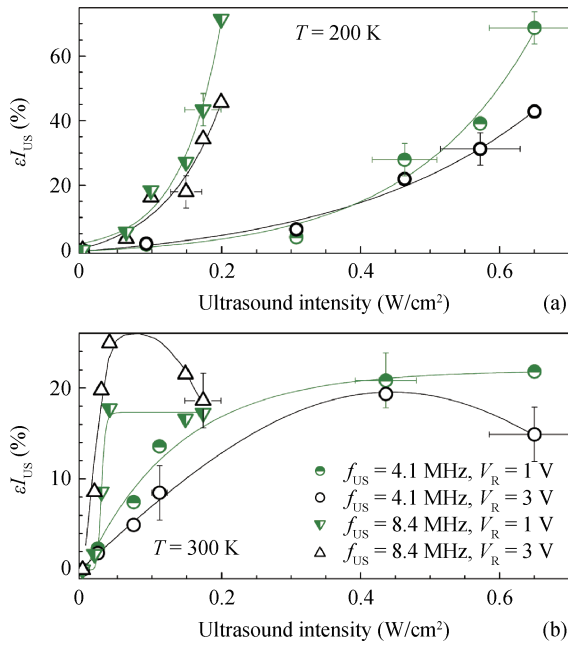 T = 200 K
εI_US (%)
60
40
20
0
0 0.2 0.4 0.6
Ultrasound intensity (W/cm²)
(a)
εI_US (%)
20
10
0
f_US = 4.1 MHz, V_R = 1 V
f_US = 4.1 MHz, V_R = 3 V
f_US = 8.4 MHz, V_R = 1 V
f_US = 8.4 MHz, V_R = 3 V
T = 300 K
0 0.2 0.4 0.6
Ultrasound intensity (W/cm²)
(b)